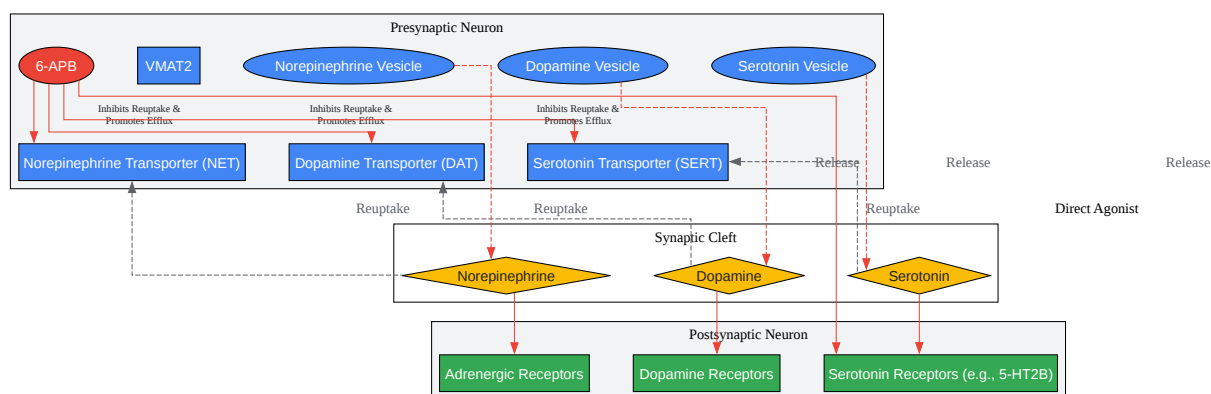 Presynaptic Neuron
6-APB
VMAT2
Norepinephrine Vesicle
Dopamine Vesicle
Serotonin Vesicle
Inhibits Reuptake &
Promotes Efflux
Inhibits Reuptake &
Promotes Efflux
Inhibits Reuptake &
Promotes Efflux
Norepinephrine Transporter (NET)
Dopamine Transporter (DAT)
Serotonin Transporter (SERT)
Release
Release
Release
Reuptake
Reuptake
Reuptake
Direct Agonist
Synaptic Cleft
Norepinephrine
Dopamine
Serotonin
Postsynaptic Neuron
Adrenergic Receptors
Dopamine Receptors
Serotonin Receptors (e.g., 5-HT2B)